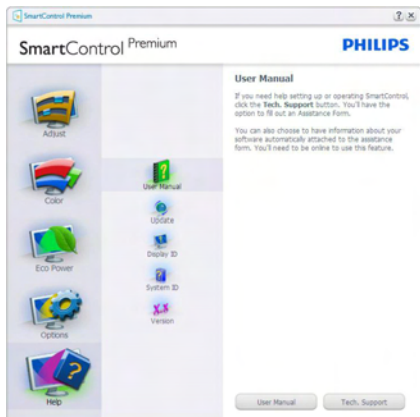 SmartControl Premium
SmartControl Premium
PHILIPS
Adjust
Color
Eco Power
Options
Help
User Manual
Update
Display ID
System ID
Version
User Manual
If you need help setting up or operating SmartControl,
click the Tech. Support button. You'll have the
option to fill out an Assistance Form.
You can also choose to have information about your
software automatically attached to the assistance
form. You'll need to be online to use this feature.
User Manual
Tech. Support